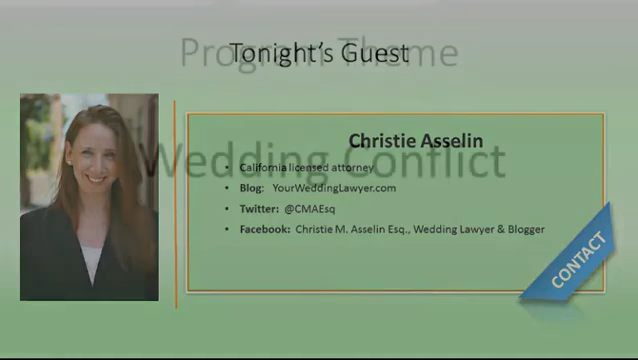 Program Theme
Tonight's Guest
Wedding Conflict
Christie Asselin
• California licensed attorney
• Blog: YourWeddingLawyer.com
• Twitter: @CMAEsq
• Facebook: Christie M. Asselin Esq., Wedding Lawyer & Blogger
CONTACT